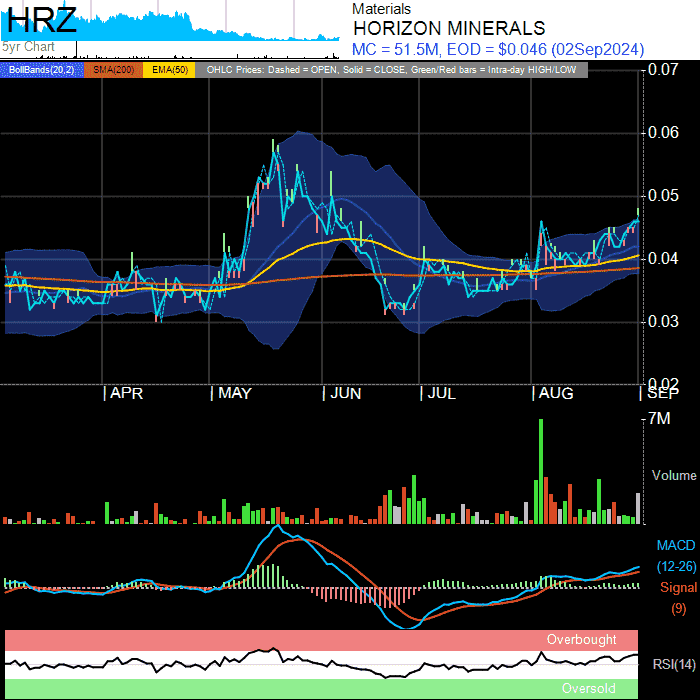 HRZ
5yr Chart
Materials
HORIZON MINERALS
MC = 51.5M, EOD = $0.046 (02Sep2024)
BollBands(20,2) SMA(200) EMA(50) OHLC Prices: Dashed = OPEN, Solid = CLOSE, Green/Red bars = Intra-day HIGH/LOW
0.07
0.06
0.05
0.04
0.03
0.02
| APR | MAY | JUN | JUL | AUG | SEP
7M
Volume
MACD
(12-26)
Signal
(9)
Overbought
RSI(14)
Oversold